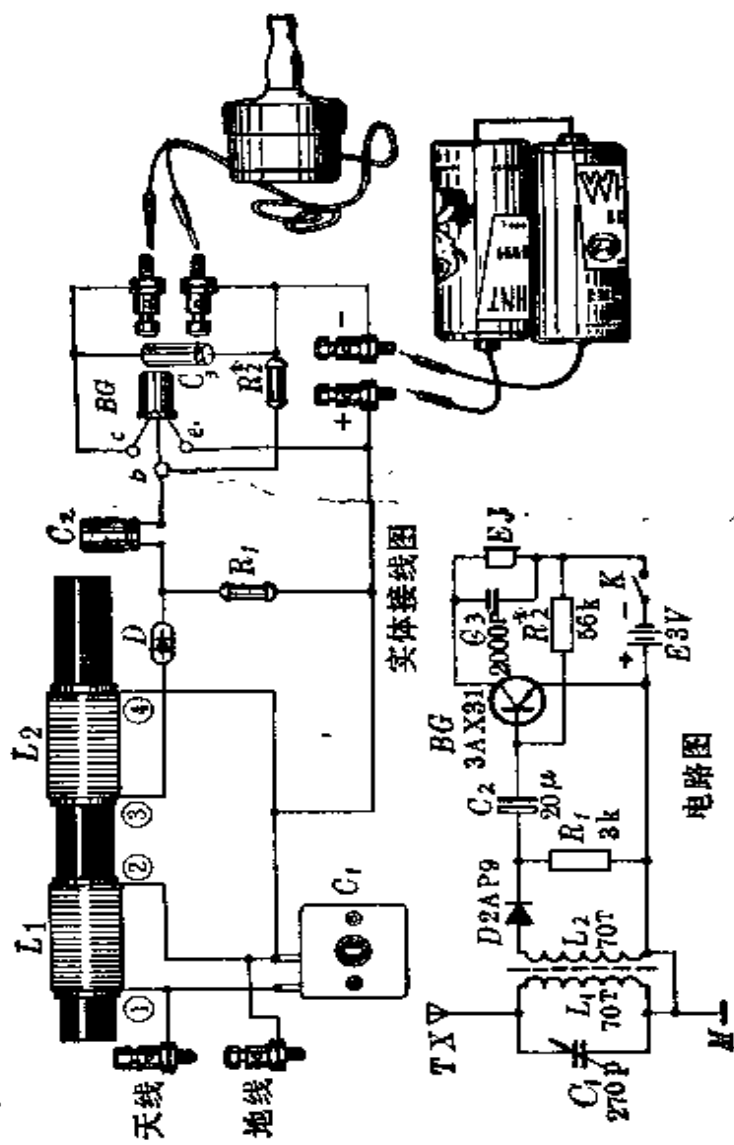 L1
L2
①
②
③
④
天线
地线
C1
D
C2
R1
b
c
e
BG
C3
R2*
+
-
HNT
WH
实体接线图
TX
C1
270p
L1
70T
L2
70T
M
D2AP9
C2
20μ
R1
3k
BG
3AX31
C3
2000P
R2*
56k
EJ
K
+
-
E3V
电路图